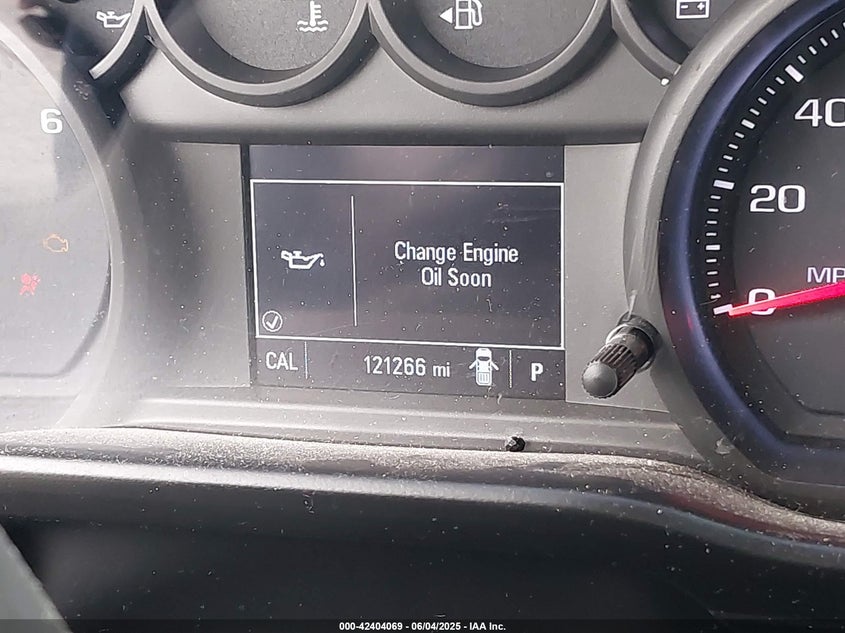 6
40
20
0
MP
Change Engine
Oil Soon
CAL
121266 mi
P
000-42404069 - 06/04/2025 - IAA Inc.